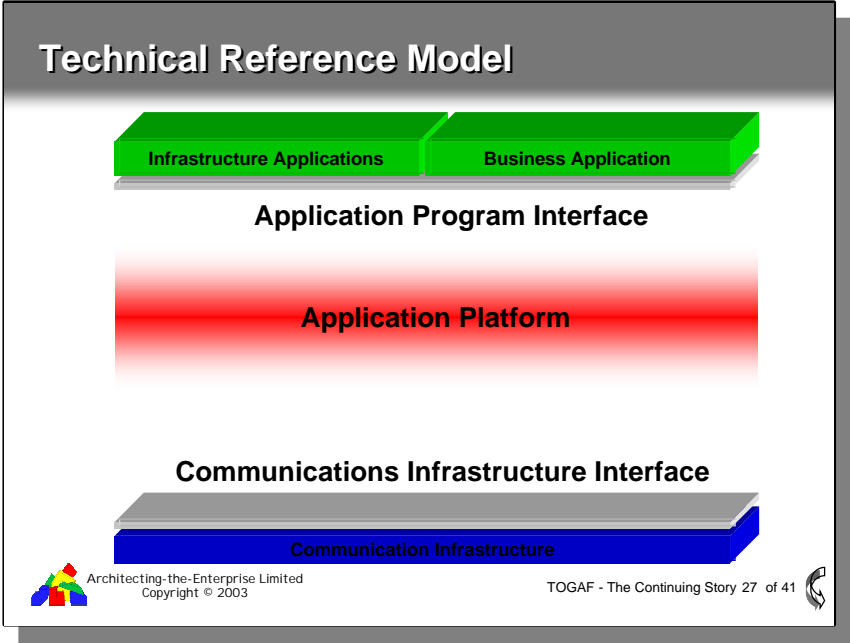 Technical Reference Model
Infrastructure Applications
Business Application
Application Program Interface
Application Platform
Communications Infrastructure Interface
Communication Infrastructure
Architecting-the-Enterprise Limited
Copyright © 2003
TOGAF - The Continuing Story 27 of 41